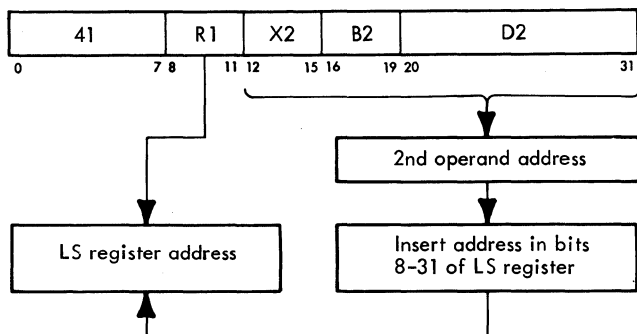 41 R1 X2 B2 D2
0 7 8 11 12 15 16 19 20 31
2nd operand address
LS register address
Insert address in bits
8-31 of LS register